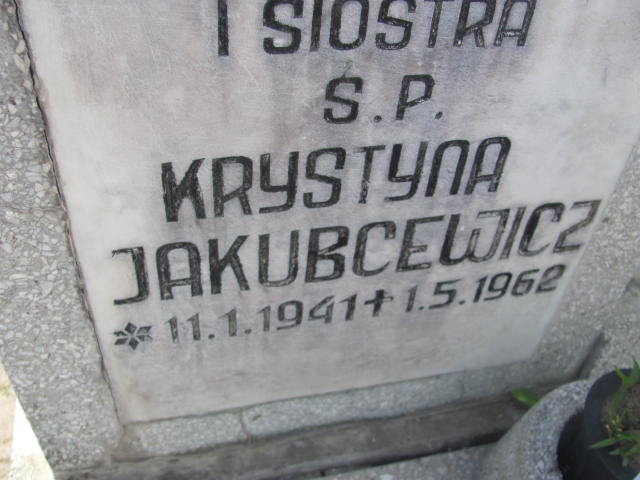 I SIOSTRA
Ś.P.
KRYSTYNA
JAKUBCEWICZ
* 11.1.1941 † 1.5.1962